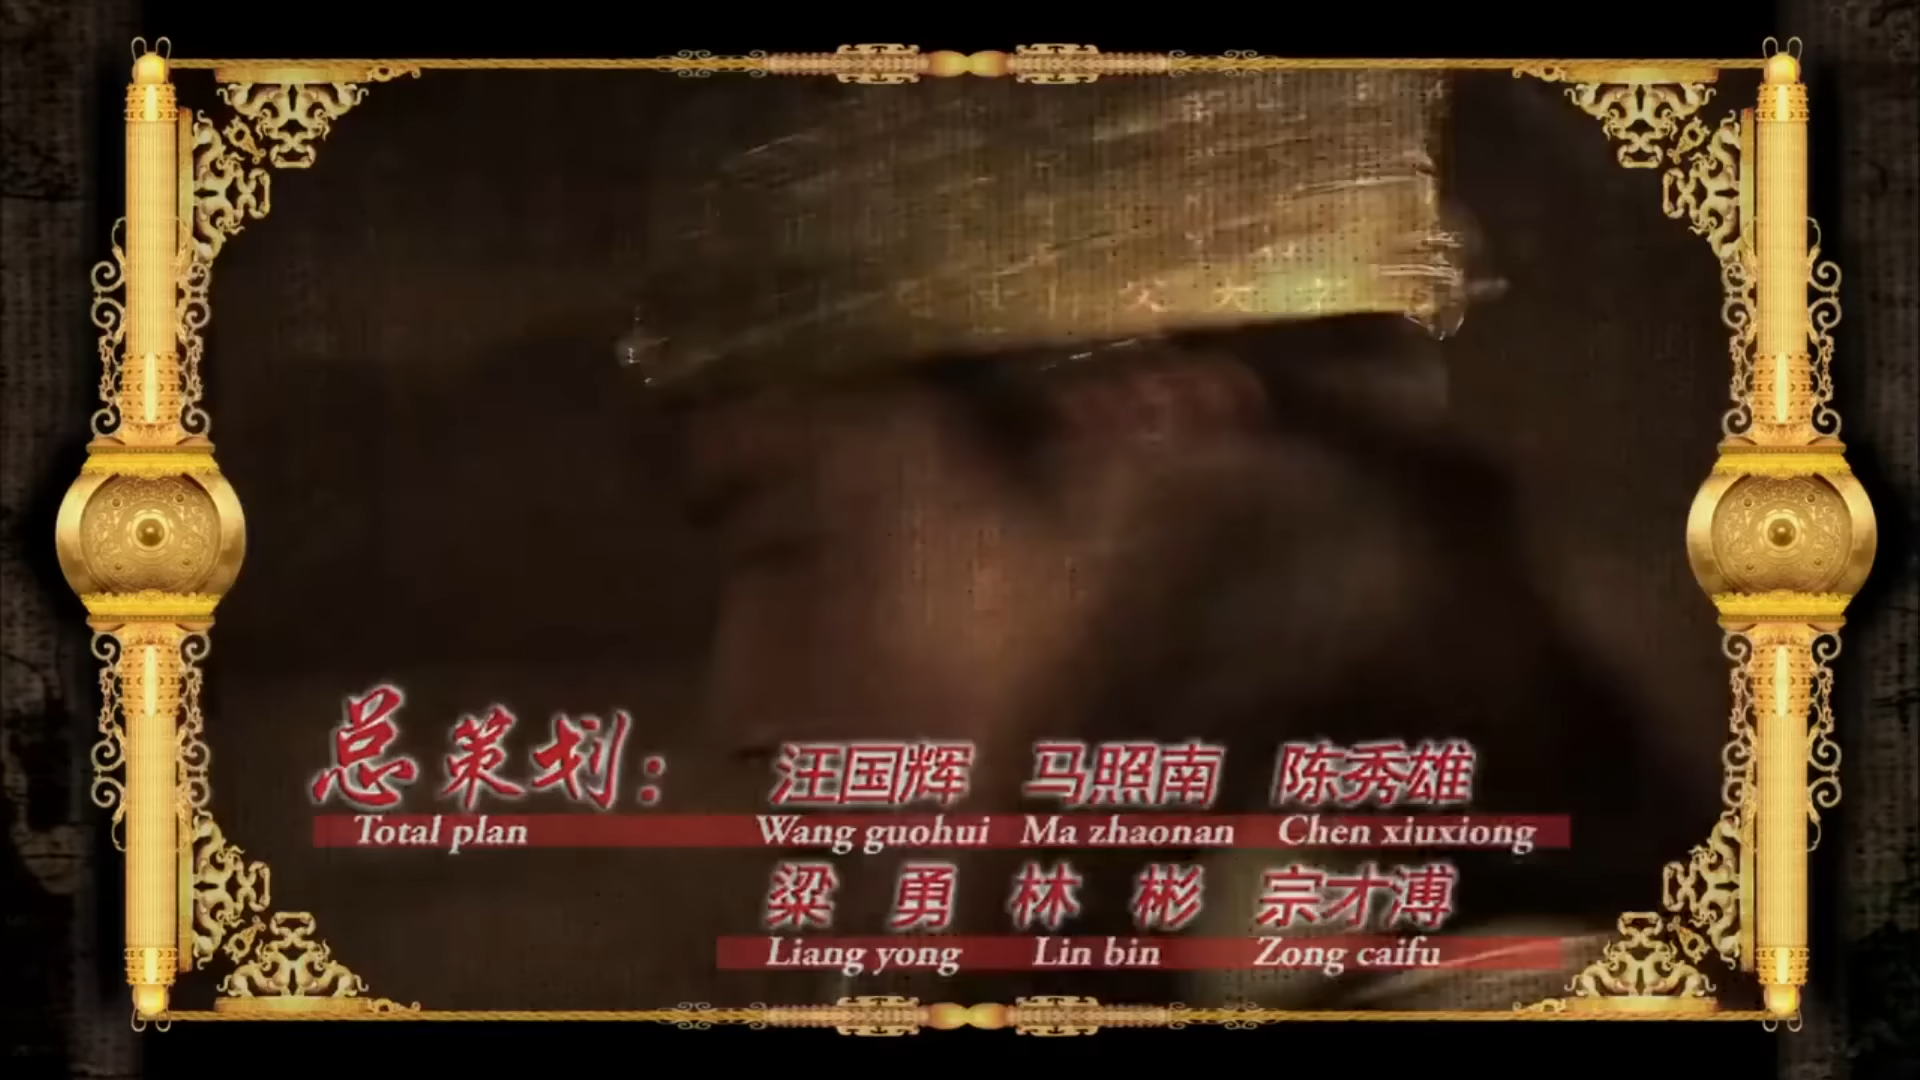 总策划： 汪国辉 马照南 陈秀雄
Total plan Wang guohui Ma zhaonan Chen xiuxiong
梁 勇 林 彬 宗才溥
Liang yong Lin bin Zong caifu